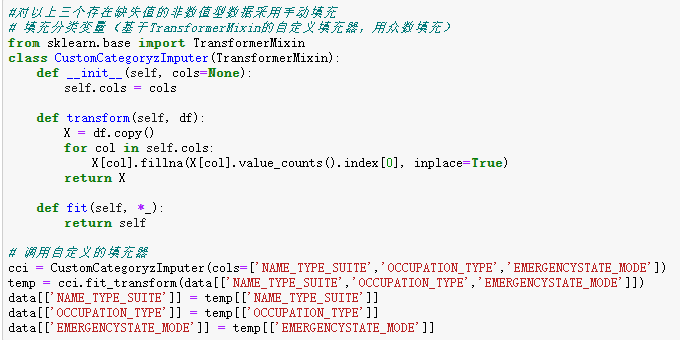 #对以上三个存在缺失值的非数值型数据采用手动填充
# 填充分类变量（基于TransformerMixin的自定义填充器，用众数填充）
from sklearn.base import TransformerMixin
class CustomCategoryzImputer(TransformerMixin):
    def __init__(self, cols=None):
        self.cols = cols
    def transform(self, df):
        X = df.copy()
        for col in self.cols:
            X[col].fillna(X[col].value_counts().index[0], inplace=True)
        return X
    def fit(self, *_):
        return self
# 调用自定义的填充器
cci = CustomCategoryzImputer(cols=['NAME_TYPE_SUITE','OCCUPATION_TYPE','EMERGENCYSTATE_MODE'])
temp = cci.fit_transform(data[['NAME_TYPE_SUITE','OCCUPATION_TYPE','EMERGENCYSTATE_MODE']])
data[['NAME_TYPE_SUITE']] = temp[['NAME_TYPE_SUITE']]
data[['OCCUPATION_TYPE']] = temp[['OCCUPATION_TYPE']]
data[['EMERGENCYSTATE_MODE']] = temp[['EMERGENCYSTATE_MODE']]